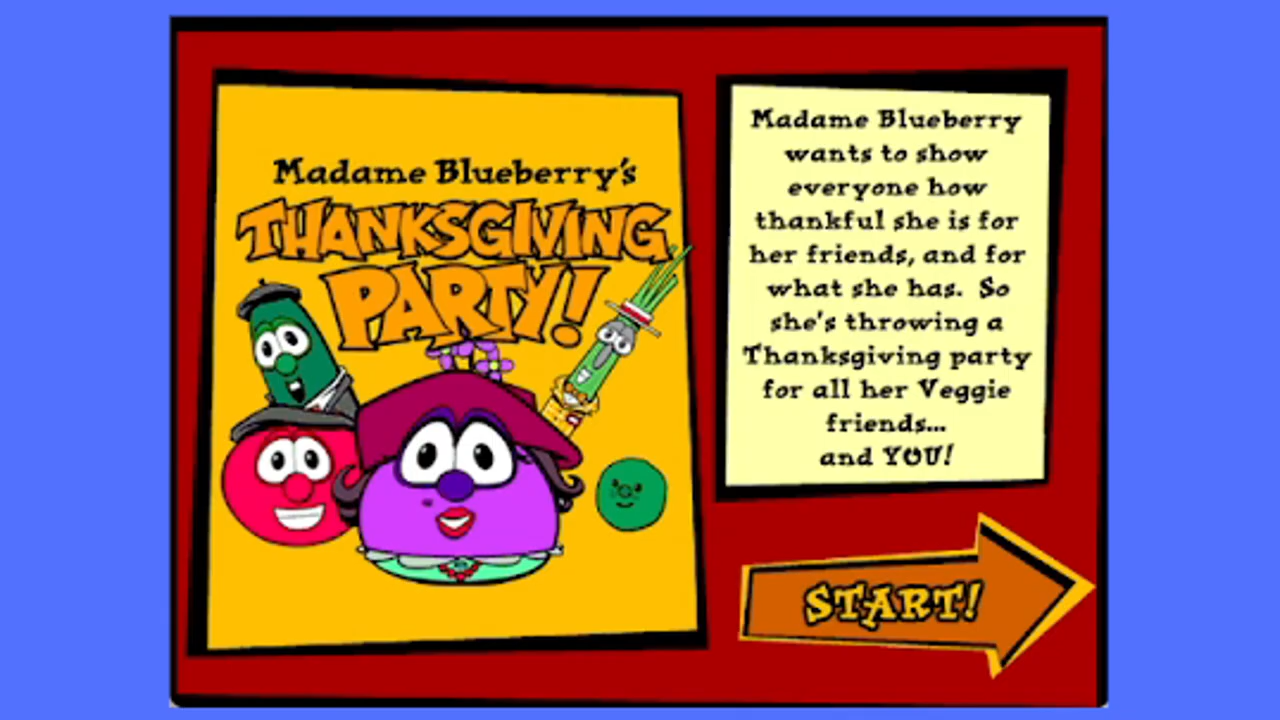 Madame Blueberry's
THANKSGIVING
PARTY!
Madame Blueberry
wants to show
everyone how
thankful she is for
her friends, and for
what she has. So
she's throwing a
Thanksgiving party
for all her Veggie
friends...
and YOU!
START!